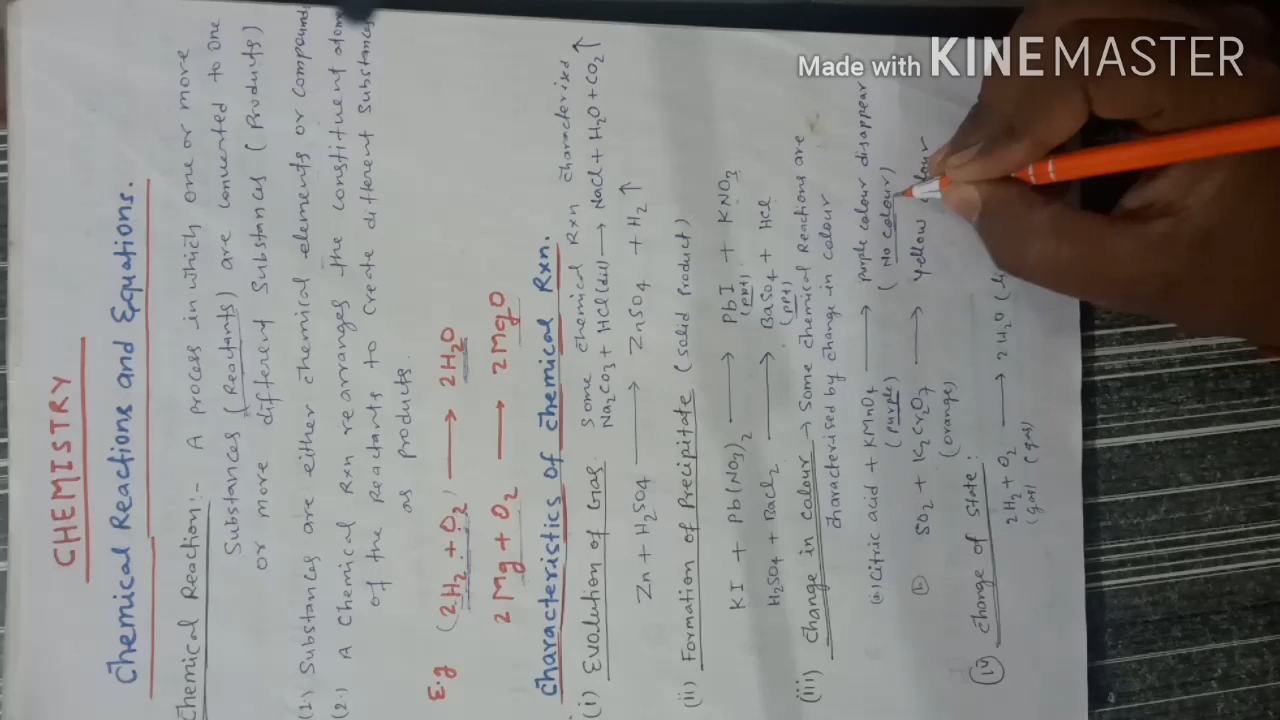 Made with KINEMASTER
CHEMISTRY
Chemical Reactions and Equations.
Chemical Reaction:- A process in which one or more
Substances (Reactants) are converted to one
or more different Substances (Products)
(1.) Substances are either chemical elements or compounds
(2.) A Chemical Rxn rearranges the constituent atom
of the Reactants to create different Substances
as products.
E.g (2H2 + O2) → 2H2O
2Mg + O2 → 2MgO
Characteristics of Chemical Rxn.
(i) Evalution of Gas. Some chemical Rxn characterised
Na2CO3 + HCl(dil) → NaCl + H2O + CO2 ↑
Zn + H2SO4 → ZnSO4 + H2 ↑
(ii) Formation of Precipitate (Solid Product)
KI + Pb(NO3)2 → PbI + KNO3
(PPt)
H2SO4 + BaCl2 → BaSO4 + HCl
(PPt)
(iii) Change in Colour → Some Chemical Reactions are
characterised by change in colour
(a) Citric acid + KMnO4 → Purple colour disappear
(Purple) (No Colour)
(b) SO2 + K2Cr2O7 → Yellow
(Orange)
(iv) Change of State:
2H2 + O2 → 2H2O
(gas) (gas)